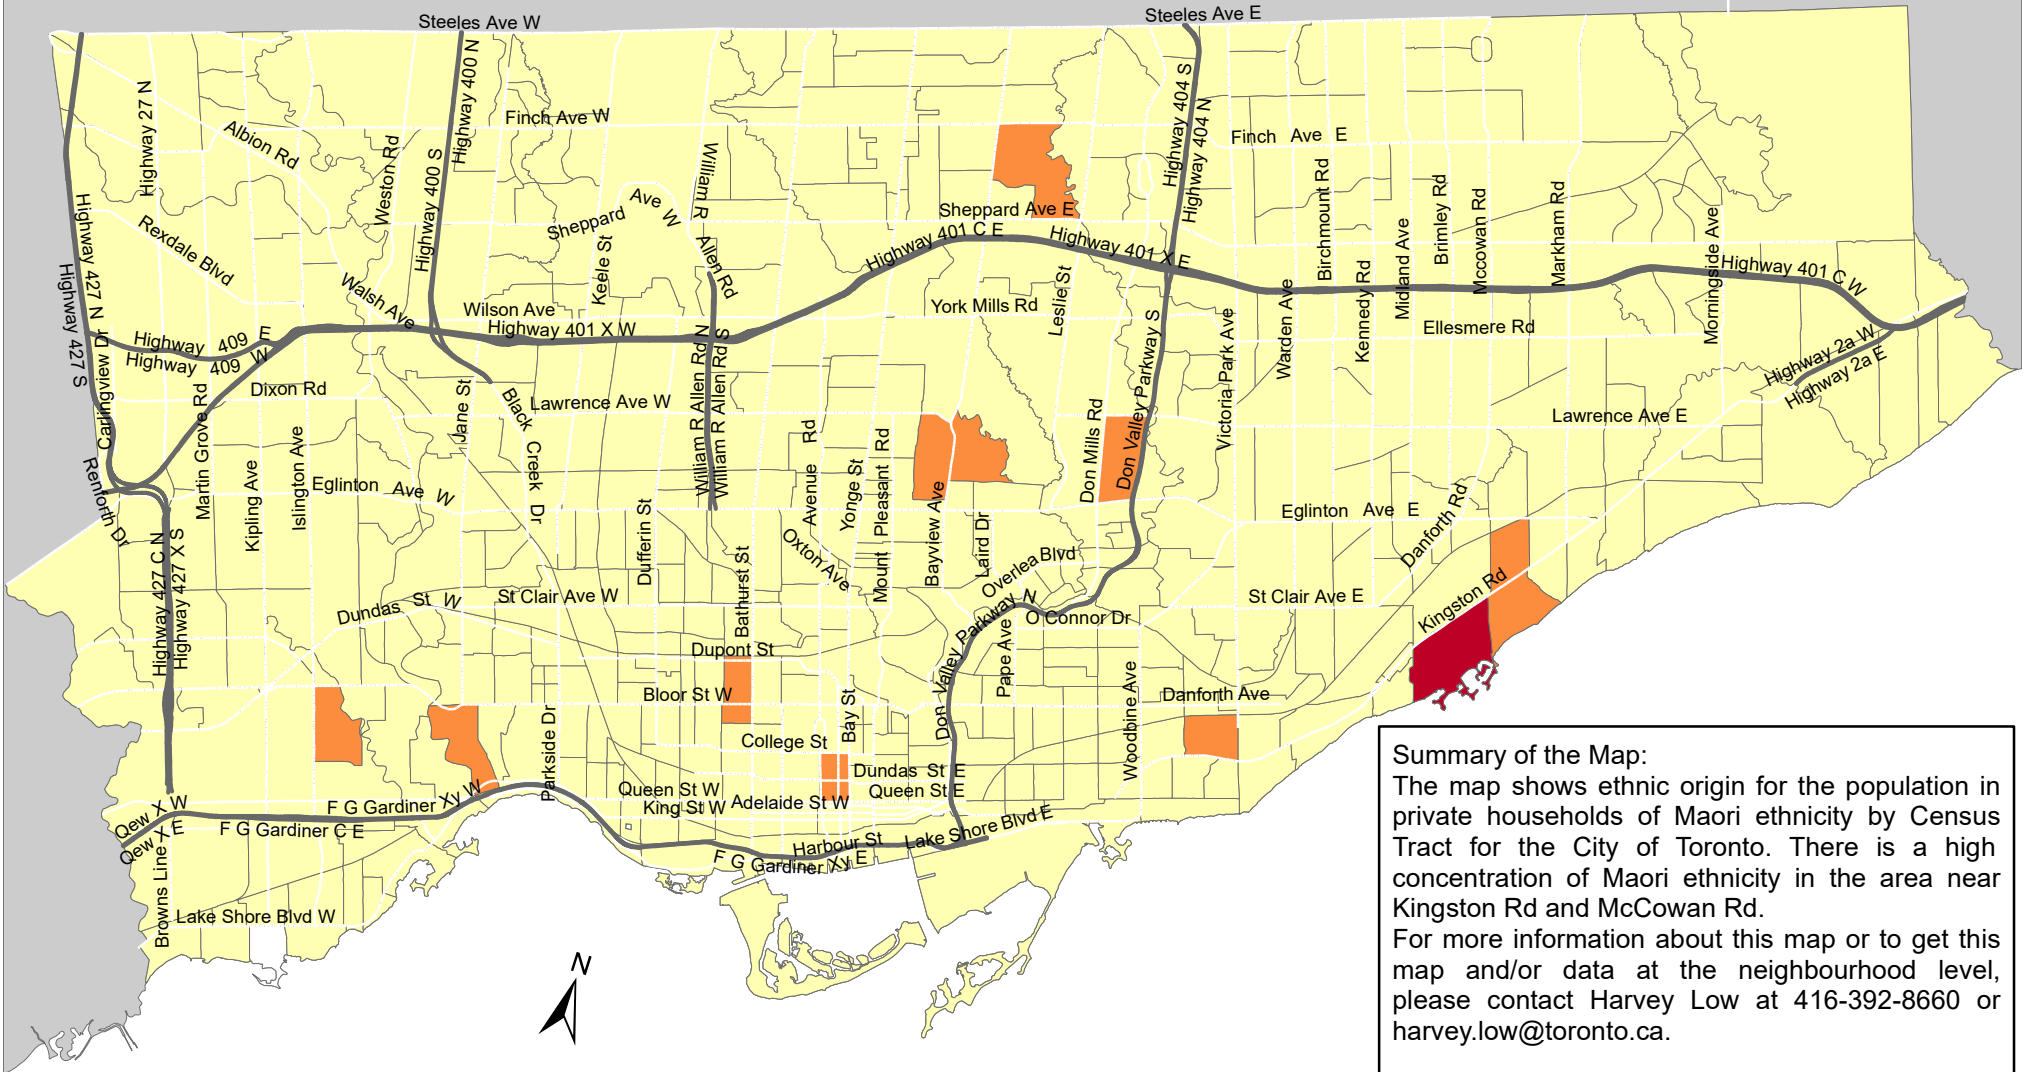 Steeles Ave W
Steeles Ave E
Highway 400 N
Highway 404 S
Highway 27 N
Finch Ave W
Highway 404 N
Finch Ave E
Albion Rd
Weston Rd
Highway 400 S
William R Allen Rd
Birchmount Rd
Brimley Rd
Mccowan Rd
Markham Rd
Highway 427 N
Rexdale Blvd
Sheppard Ave W
Sheppard Ave E
Midland Ave
Morningside Ave
Highway 401 C E
Highway 401 X E
Keele St
Highway 427 S
Walsh Ave
Leslie St
Kennedy Rd
Warden Ave
Highway 401 C W
Wilson Ave
York Mills Rd
Highway 401 X W
Ellesmere Rd
Highway 409 E
Highway 409 W
Carlingview Dr
William R Allen Rd N
William R Allen Rd S
Don Valley Parkway S
Victoria Park Ave
Highway 2a W
Highway 2a E
Dixon Rd
Martin Grove Rd
Jane St
Black Creek Dr
Lawrence Ave W
Lawrence Ave E
Renforth Dr
Kipling Ave
Islington Ave
Eglinton Ave W
Avenue Rd
Yonge St
Mount Pleasant Rd
Don Mills Rd
Bayview Ave
Laird Dr
Eglinton Ave E
Danforth Rd
Dufferin St
Bathurst St
Oxton Ave
Overlea Blvd
Highway 427 C N
Highway 427 X S
Dundas St W
St Clair Ave W
St Clair Ave E
Kingston Rd
Don Valley Parkway N
O Connor Dr
Pape Ave
Dupont St
Bloor St W
Bay St
Woodbine Ave
Danforth Ave
Parkside Dr
College St
Dundas St E
Queen St W
Queen St E
King St W
Adelaide St W
F G Gardiner Xy W
Qew X W
Qew X E
F G Gardiner C E
Harbour St
Lake Shore Blvd E
F G Gardiner Xy E
Browns Line
Lake Shore Blvd W
N
Summary of the Map:
The map shows ethnic origin for the population in
private households of Maori ethnicity by Census
Tract for the City of Toronto. There is a high
concentration of Maori ethnicity in the area near
Kingston Rd and McCowan Rd.
For more information about this map or to get this
map and/or data at the neighbourhood level,
please contact Harvey Low at 416-392-8660 or
harvey.low@toronto.ca.